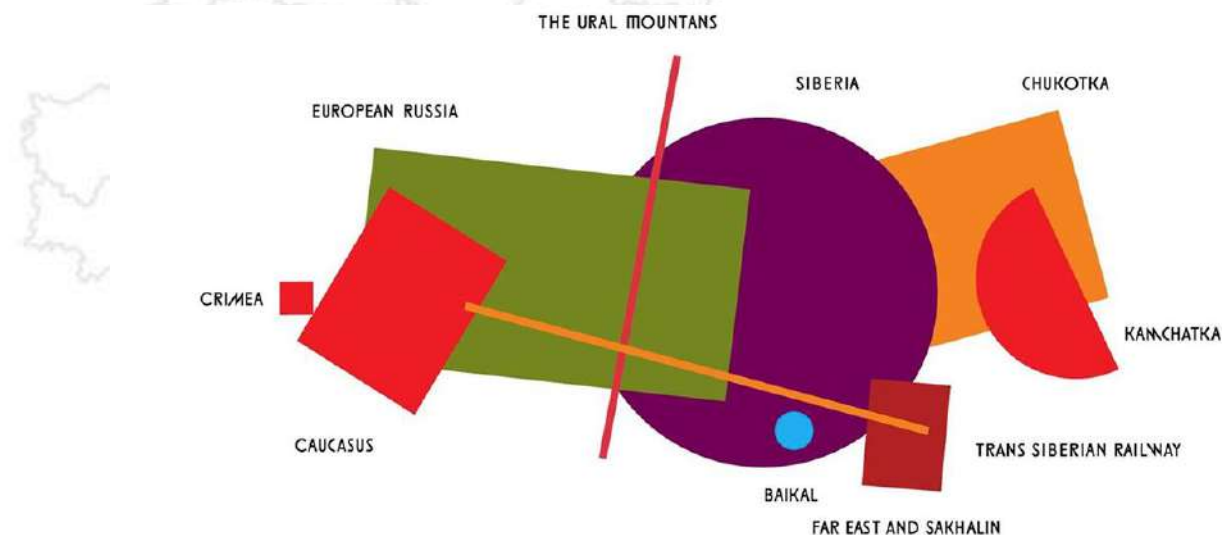 THE URAL MOUNTANS
SIBERIA
CHUKOTKA
EUROPEAN RUSSIA
CRIMEA
KAMCHATKA
CAUCASUS
TRANS SIBERIAN RAILWAY
BAIKAL
FAR EAST AND SAKHALIN